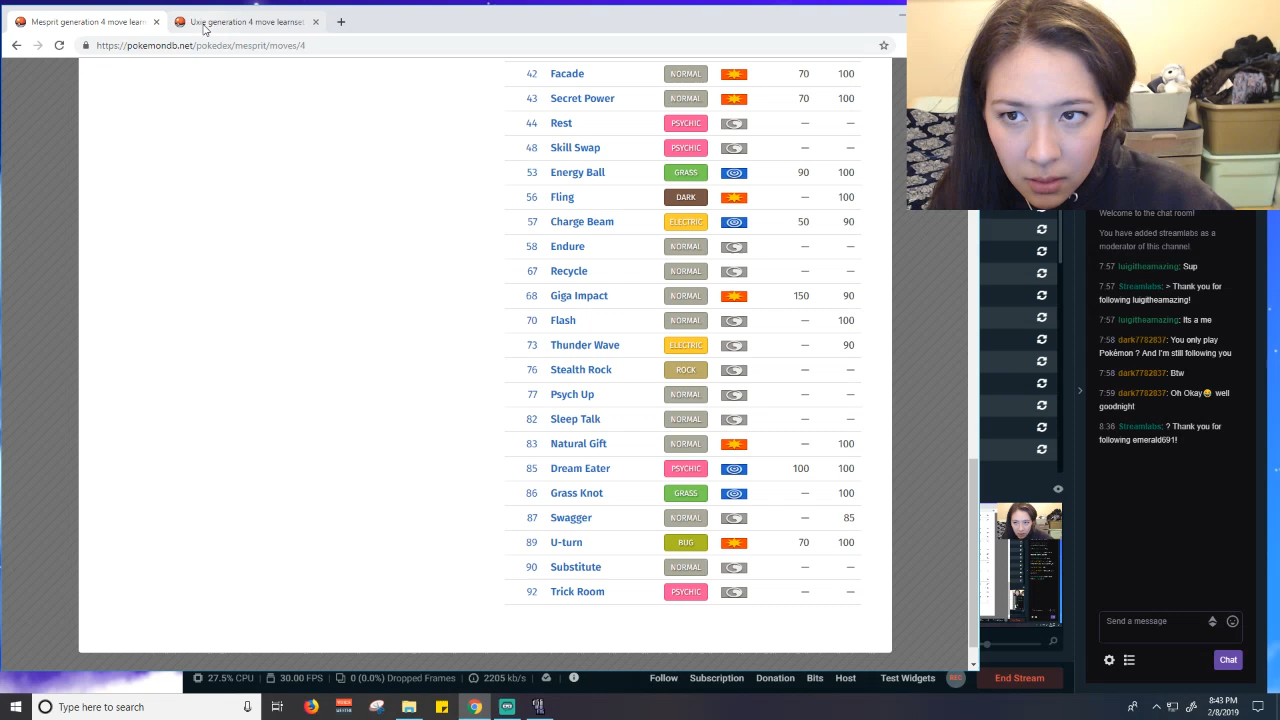 Mesprit generation 4 move learn
Uxie generation 4 move learnset
https://pokemondb.net/pokedex/mesprit/moves/4
42 Facade NORMAL 70 100
43 Secret Power NORMAL 70 100
44 Rest PSYCHIC — —
48 Skill Swap PSYCHIC — —
53 Energy Ball GRASS 90 100
56 Fling DARK — 100
57 Charge Beam ELECTRIC 50 90
58 Endure NORMAL — —
67 Recycle NORMAL — —
68 Giga Impact NORMAL 150 90
70 Flash NORMAL — 100
73 Thunder Wave ELECTRIC — 90
76 Stealth Rock ROCK — —
77 Psych Up NORMAL — —
82 Sleep Talk NORMAL — —
83 Natural Gift NORMAL — 100
85 Dream Eater PSYCHIC 100 100
86 Grass Knot GRASS — 100
87 Swagger NORMAL — 85
89 U-turn BUG 70 100
90 Substitute NORMAL — —
92 Trick Room PSYCHIC — —
Welcome to the chat room!
You have added streamlabs as a
moderator of this channel.
7:57 luigitheamazing: Sup
7:57 Streamlabs: > Thank you for
following luigitheamazing!
7:57 luigitheamazing: Its a me
7:58 dark7782837: You only play
Pokémon ? And I'm still following you
7:58 dark7782837: Btw
7:59 dark7782837: Oh Okay😅 well
goodnight
8:36 Streamlabs: ? Thank you for
following emerald691!
Send a message
Chat
27.5% CPU 30.00 FPS 0 (0.0%) Dropped Frames 2205 kb/s
Follow Subscription Donation Bits Host Test Widgets REC End Stream
Type here to search
8:43 PM
2/8/2019